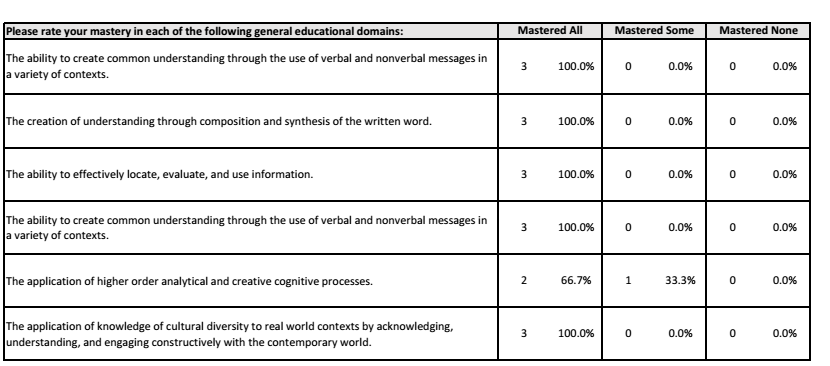 Please rate your mastery in each of the following general educational domains: Mastered All Mastered Some Mastered None
The ability to create common understanding through the use of verbal and nonverbal messages in
a variety of contexts. 3 100.0% 0 0.0% 0 0.0%
The creation of understanding through composition and synthesis of the written word. 3 100.0% 0 0.0% 0 0.0%
The ability to effectively locate, evaluate, and use information. 3 100.0% 0 0.0% 0 0.0%
The ability to create common understanding through the use of verbal and nonverbal messages in
a variety of contexts. 3 100.0% 0 0.0% 0 0.0%
The application of higher order analytical and creative cognitive processes. 2 66.7% 1 33.3% 0 0.0%
The application of knowledge of cultural diversity to real world contexts by acknowledging,
understanding, and engaging constructively with the contemporary world. 3 100.0% 0 0.0% 0 0.0%